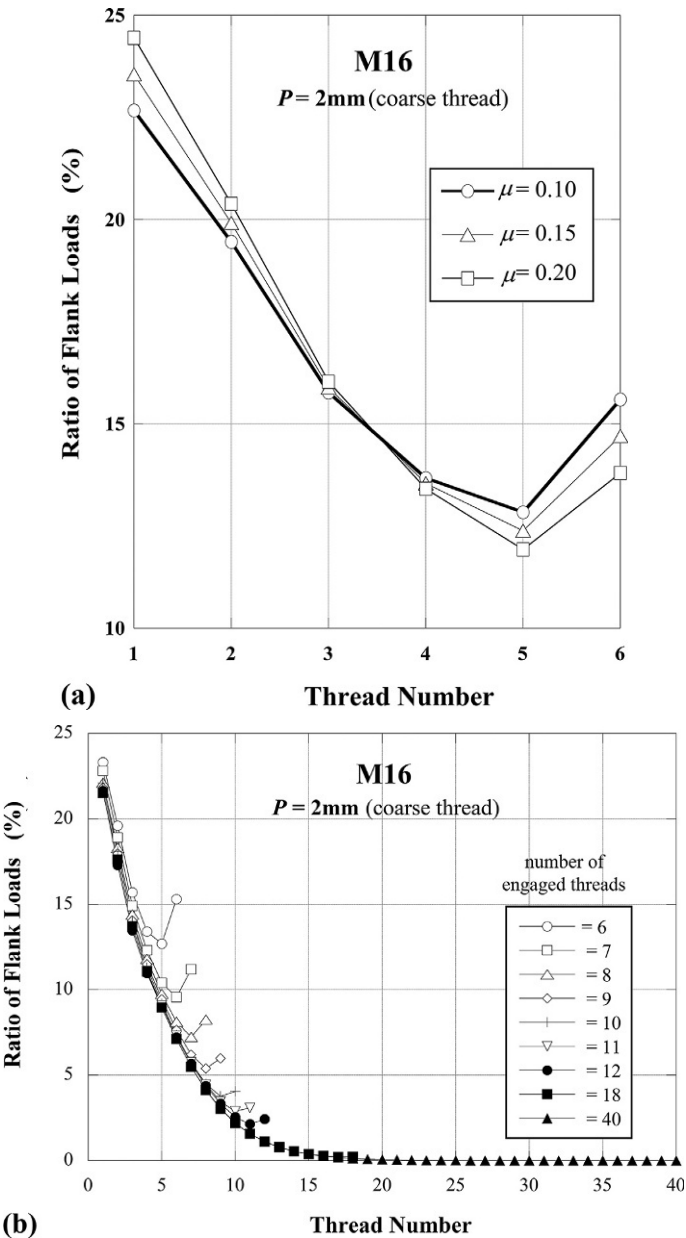 25
20
15
10
Ratio of Flank Loads (%)
M16
P = 2mm (coarse thread)
μ = 0.10
μ = 0.15
μ = 0.20
1 2 3 4 5 6
(a) Thread Number
25
20
15
10
5
0
Ratio of Flank Loads (%)
M16
P = 2mm (coarse thread)
number of
engaged threads
= 6
= 7
= 8
= 9
= 10
= 11
= 12
= 18
= 40
0 5 10 15 20 25 30 35 40
(b) Thread Number